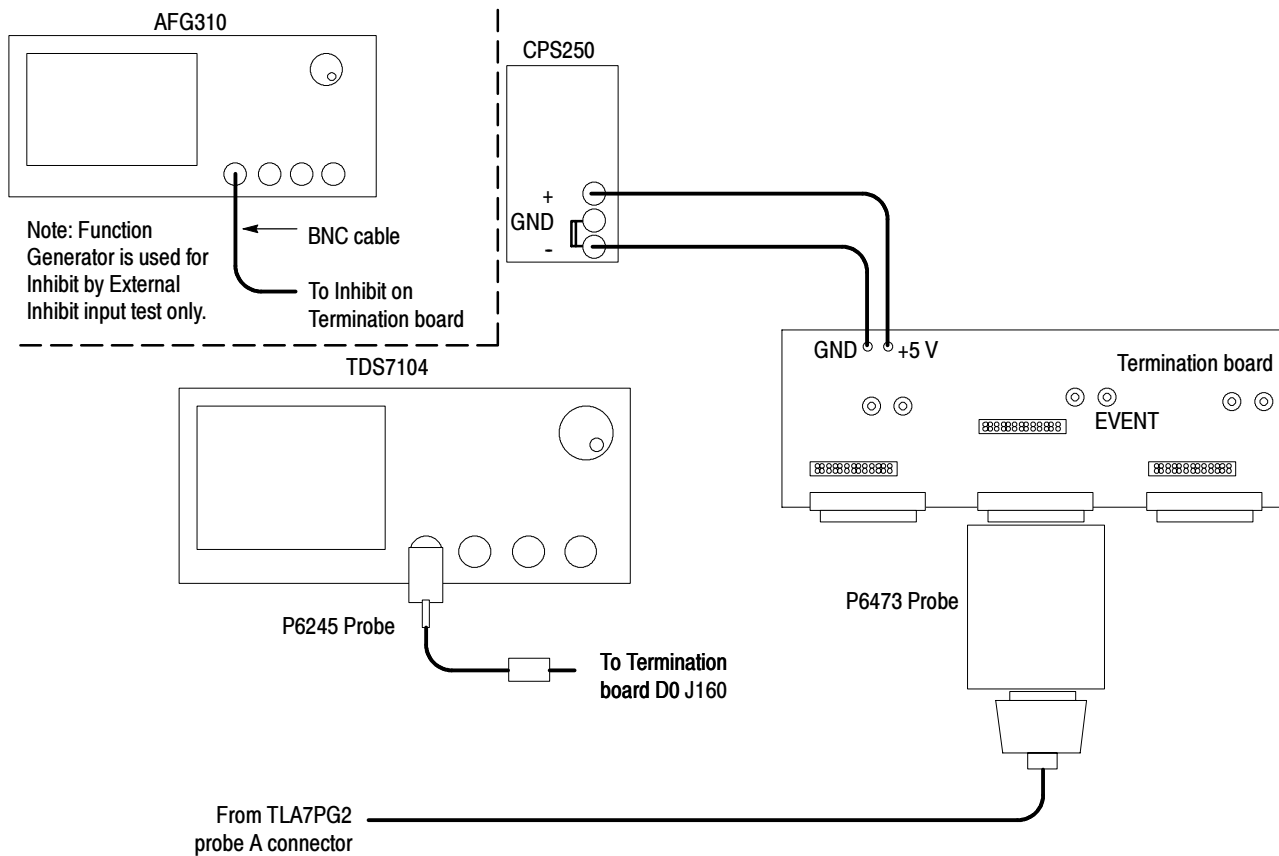 AFG310
CPS250
+
GND
-
Note: Function
Generator is used for
Inhibit by External
Inhibit input test only.
BNC cable
To Inhibit on
Termination board
TDS7104
GND
+5 V
Termination board
EVENT
P6473 Probe
P6245 Probe
To Termination
board D0 J160
From TLA7PG2
probe A connector